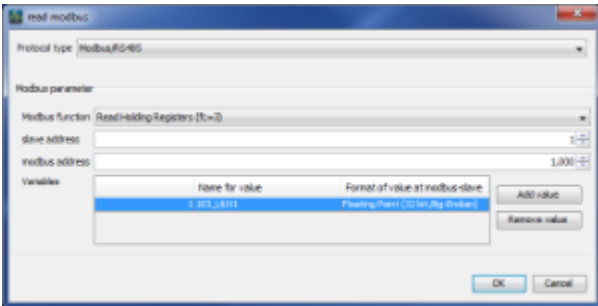 read modbus
Protocol type Modbus/RS485
Modbus parameter
Modbus function Read Holding Registers (fc=3)
slave address 1
modbus address 1,000
Variables
Name for value Format of value at modbus-slave
Add value
1 Floating Point (32 bit,Big-Endian)
Remove value
OK Cancel